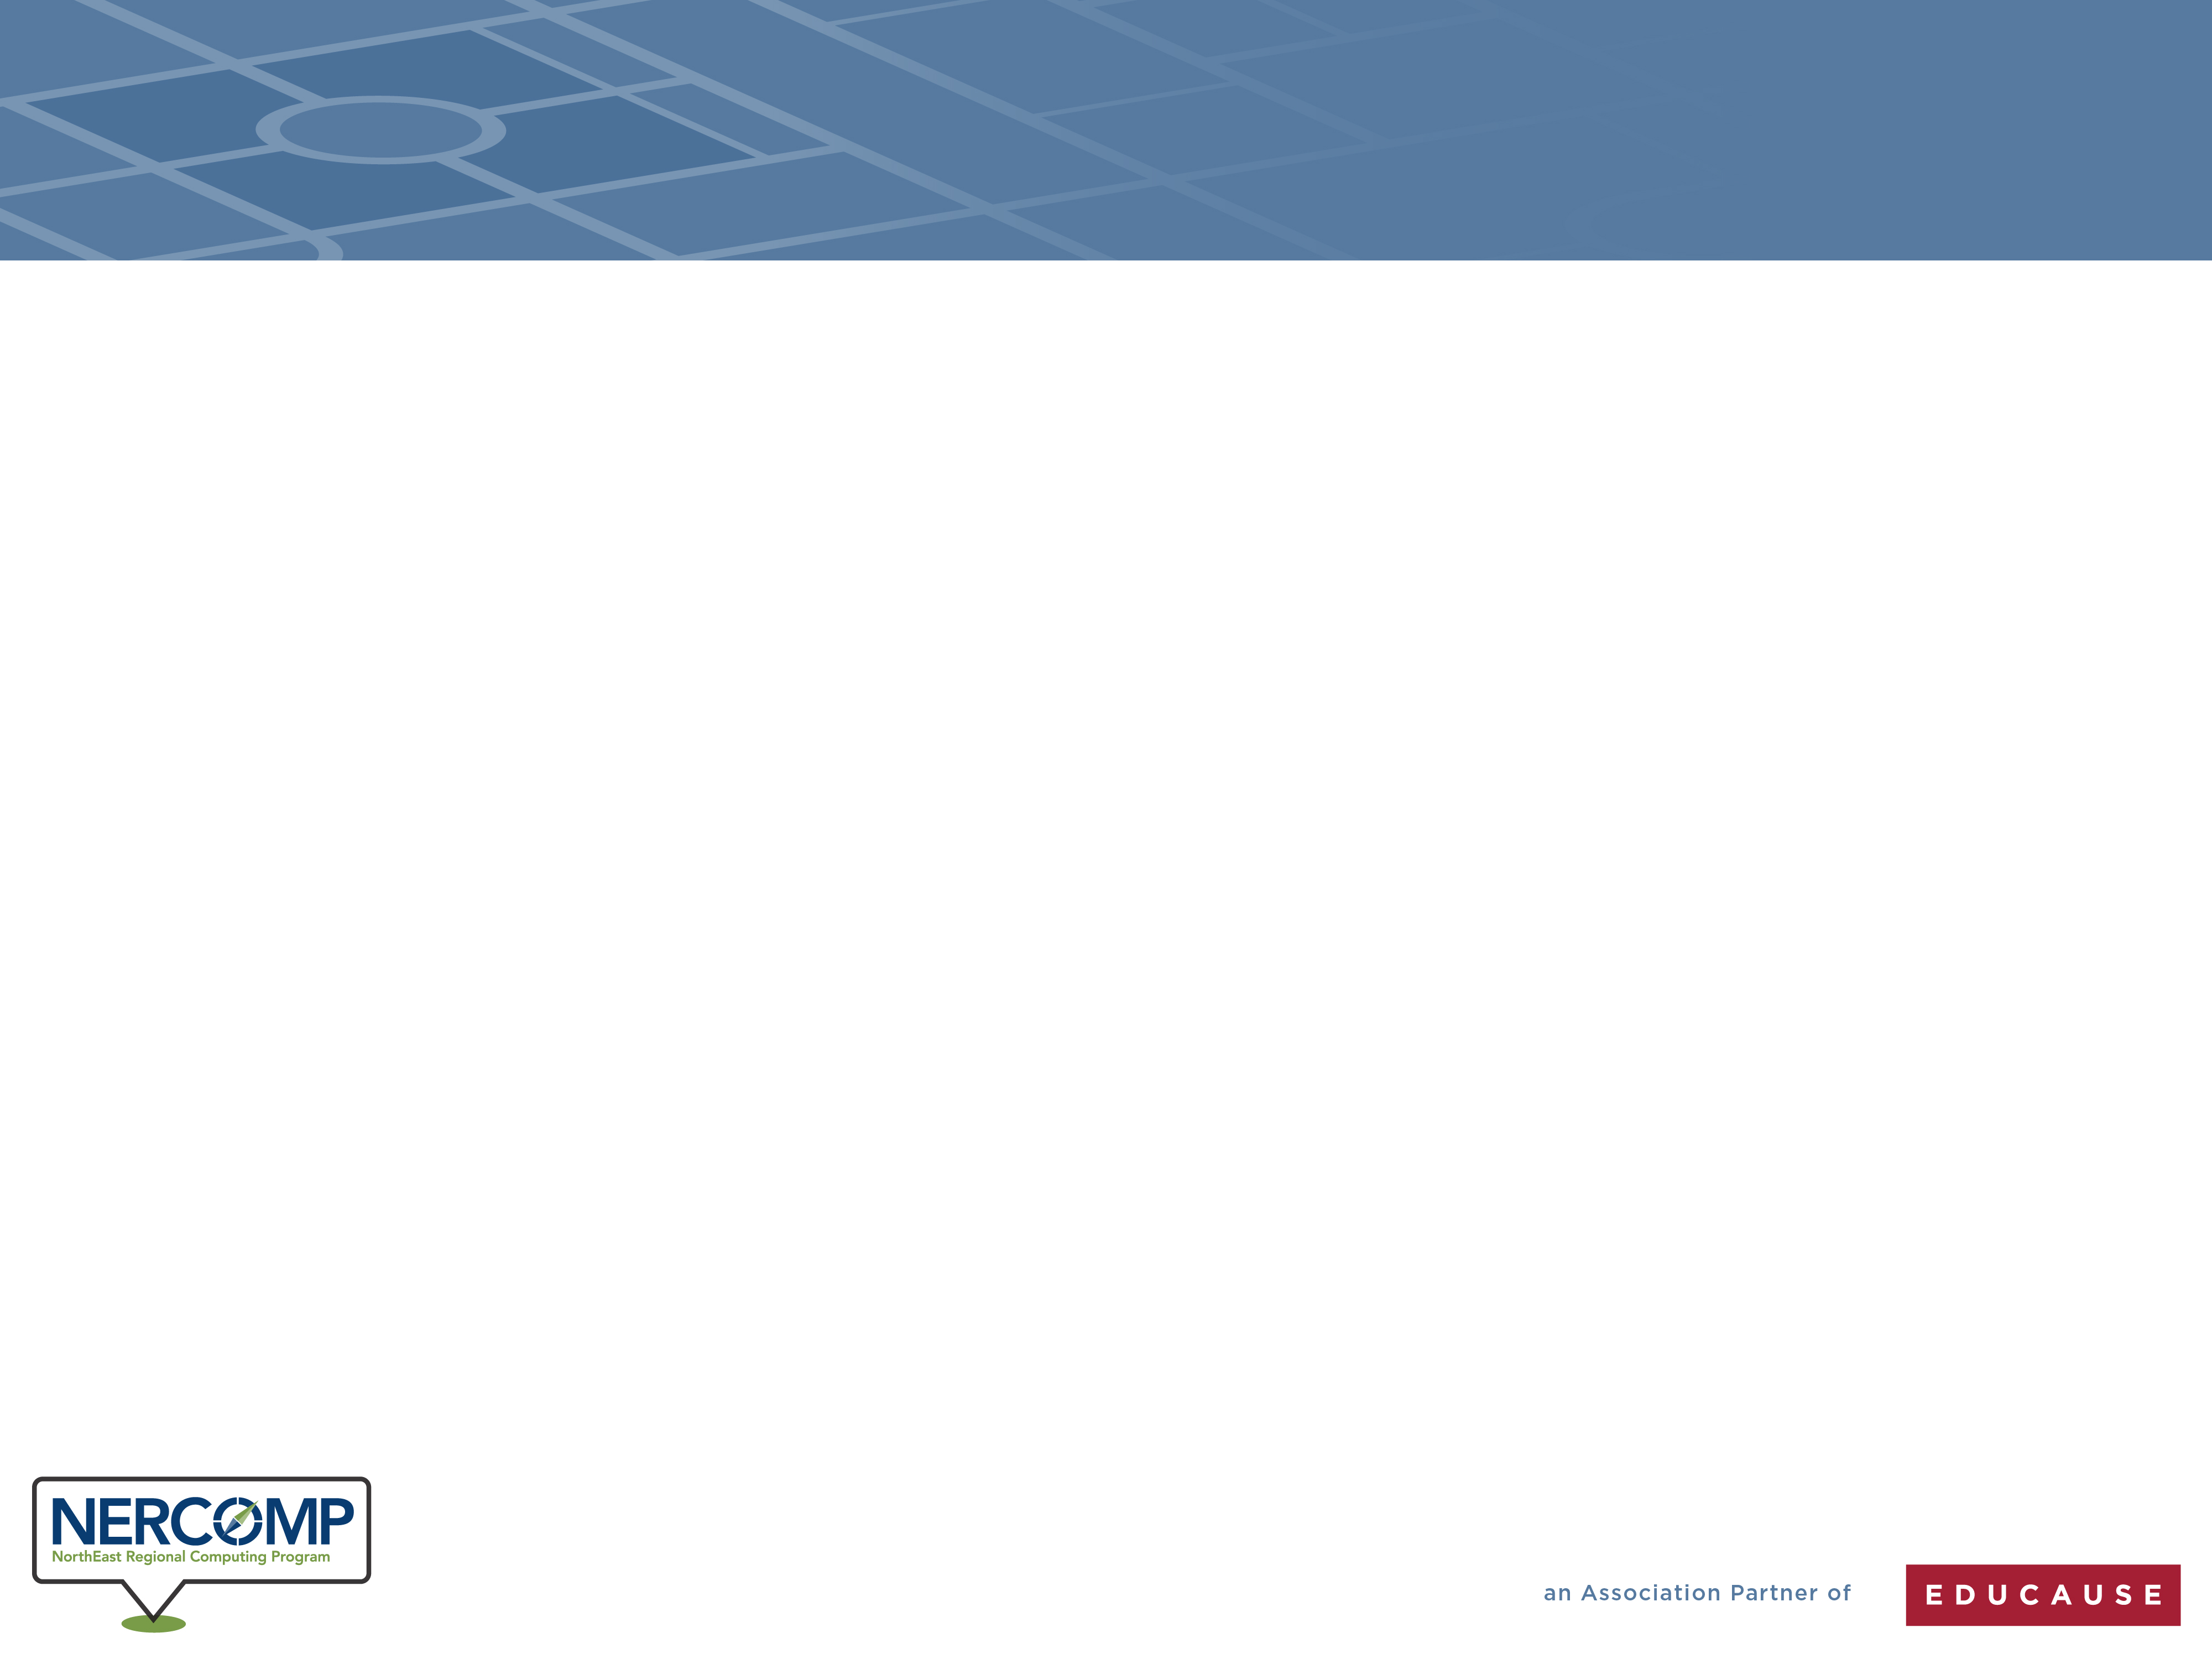 NERCOMP
NorthEast Regional Computing Program
an Association Partner of
EDUCAUSE